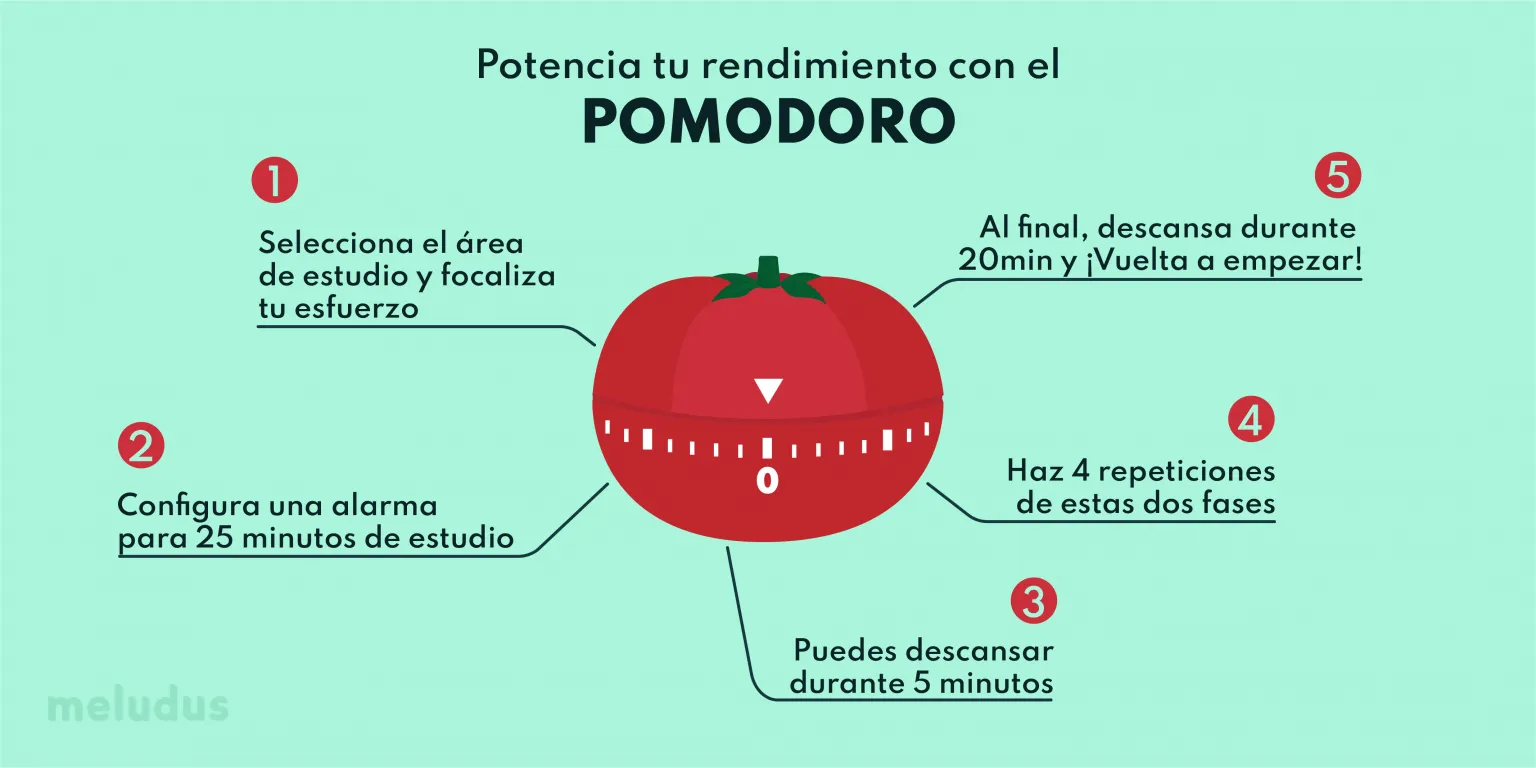 Potencia tu rendimiento con el
POMODORO
1
Selecciona el área
de estudio y focaliza
tu esfuerzo
2
Configura una alarma
para 25 minutos de estudio
3
Puedes descansar
durante 5 minutos
4
Haz 4 repeticiones
de estas dos fases
5
Al final, descansa durante
20min y ¡Vuelta a empezar!
0
meludus